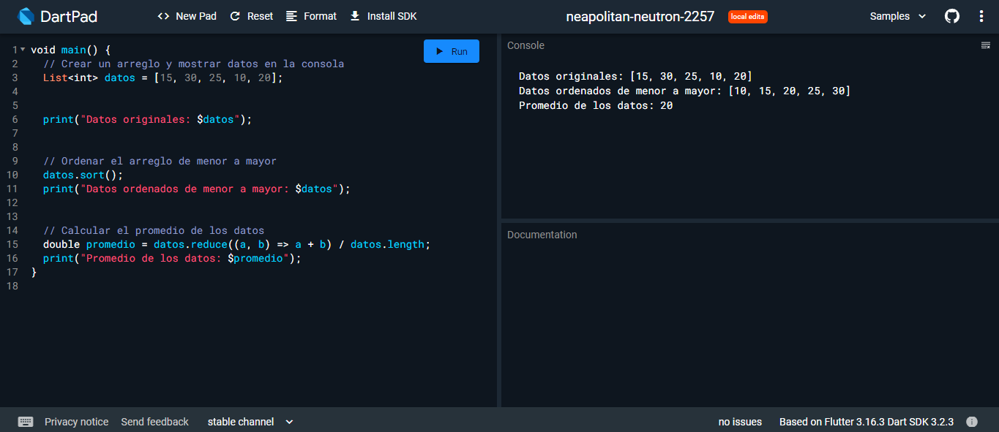 DartPad
<> New Pad
Reset
Format
Install SDK
neapolitan-neutron-2257
local edits
Samples
1 void main() {
2   // Crear un arreglo y mostrar datos en la consola
3   List<int> datos = [15, 30, 25, 10, 20];
4
5
6   print("Datos originales: $datos");
7
8
9   // Ordenar el arreglo de menor a mayor
10   datos.sort();
11   print("Datos ordenados de menor a mayor: $datos");
12
13
14   // Calcular el promedio de los datos
15   double promedio = datos.reduce((a, b) => a + b) / datos.length;
16   print("Promedio de los datos: $promedio");
17 }
18
Run
Console
Datos originales: [15, 30, 25, 10, 20]
Datos ordenados de menor a mayor: [10, 15, 20, 25, 30]
Promedio de los datos: 20
Documentation
Privacy notice
Send feedback
stable channel
no issues
Based on Flutter 3.16.3 Dart SDK 3.2.3